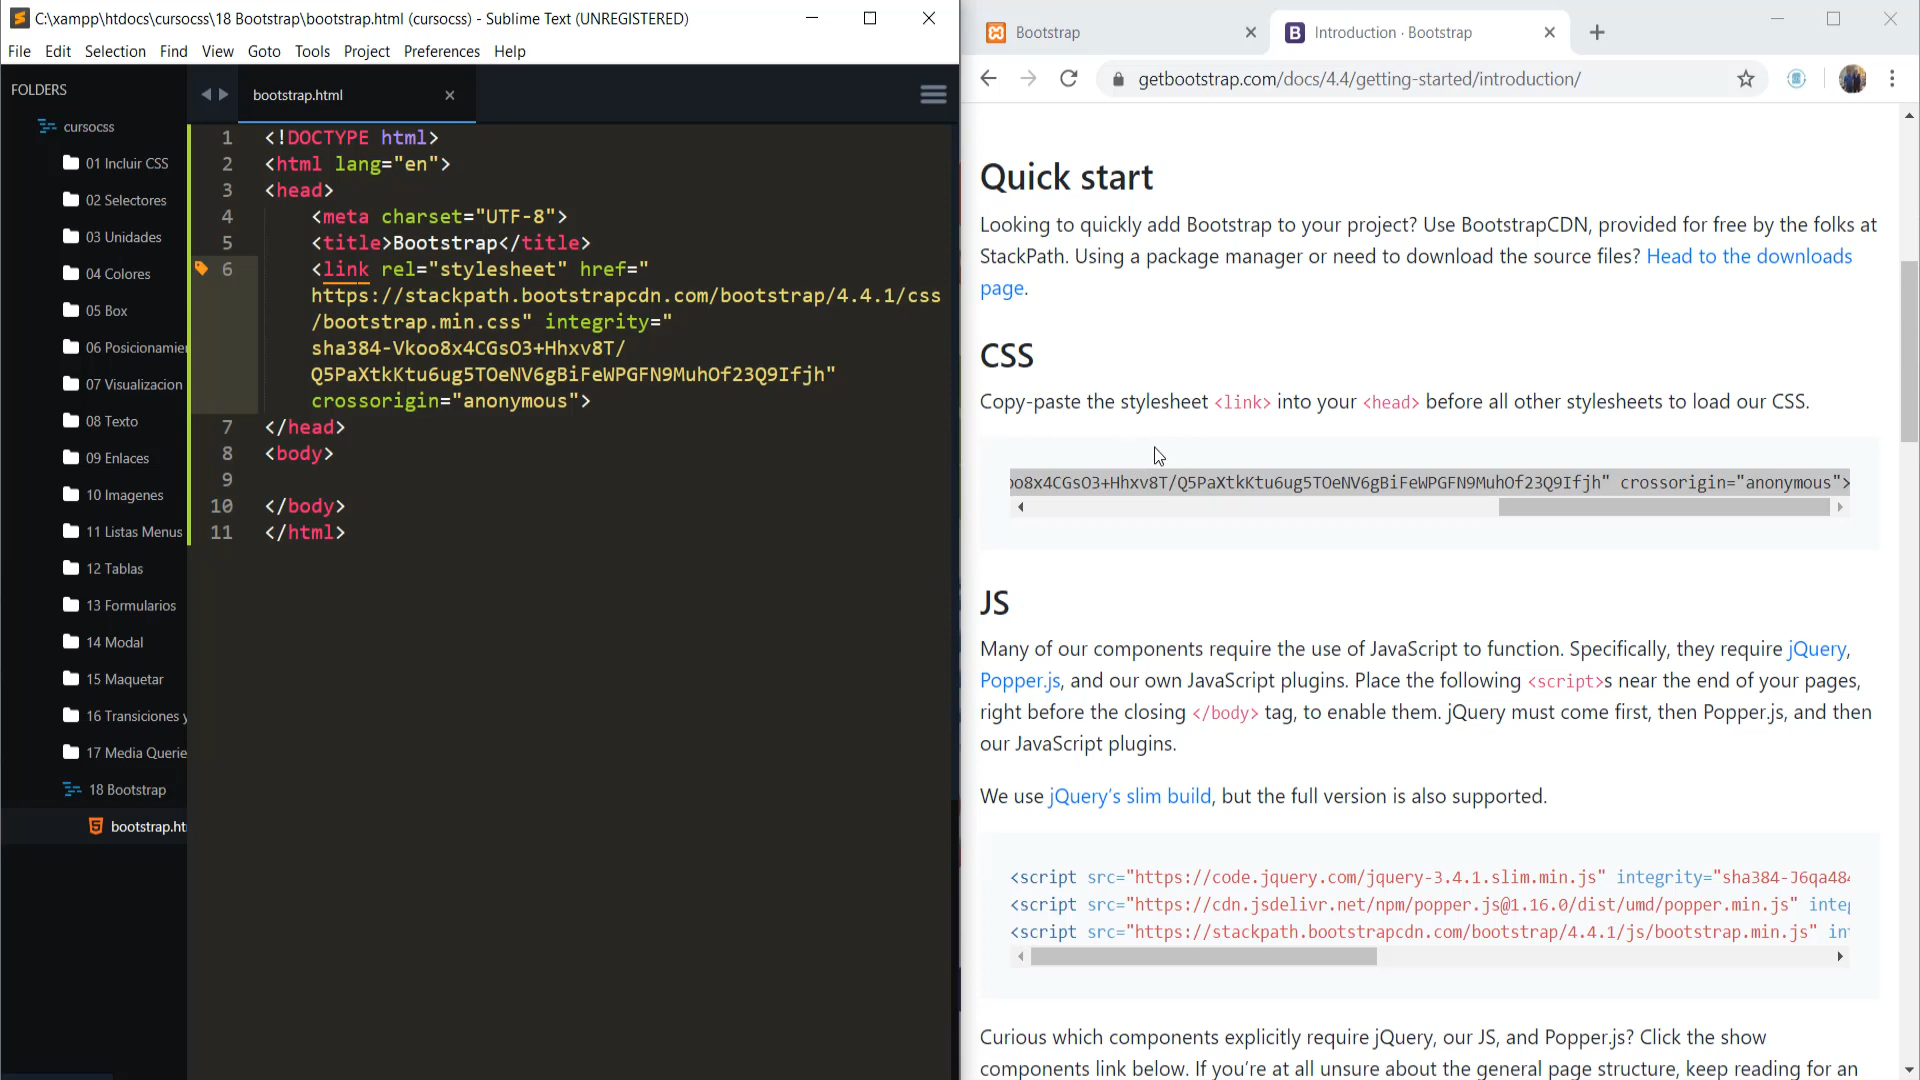 C:\xampp\htdocs\cursocss\18 Bootstrap\bootstrap.html (cursocss) - Sublime Text (UNREGISTERED)
File Edit Selection Find View Goto Tools Project Preferences Help
FOLDERS
cursocss
01 Incluir CSS
02 Selectores
03 Unidades
04 Colores
05 Box
06 Posicionamie
07 Visualizacion
08 Texto
09 Enlaces
10 Imagenes
11 Listas Menus
12 Tablas
13 Formularios
14 Modal
15 Maquetar
16 Transiciones y
17 Media Querie
18 Bootstrap
bootstrap.ht
bootstrap.html
1 <!DOCTYPE html>
2 <html lang="en">
3 <head>
4 <meta charset="UTF-8">
5 <title>Bootstrap</title>
6 <link rel="stylesheet" href="
https://stackpath.bootstrapcdn.com/bootstrap/4.4.1/css
/bootstrap.min.css" integrity="
sha384-Vkoo8x4CGsO3+Hhxv8T/
Q5PaXtkKtu6ug5TOeNV6gBiFeWPGFN9MuhOf23Q9Ifjh"
crossorigin="anonymous">
7 </head>
8 <body>
9
10 </body>
11 </html>
Bootstrap
Introduction · Bootstrap
getbootstrap.com/docs/4.4/getting-started/introduction/
Quick start
Looking to quickly add Bootstrap to your project? Use BootstrapCDN, provided for free by the folks at
StackPath. Using a package manager or need to download the source files? Head to the downloads
page.
CSS
Copy-paste the stylesheet <link> into your <head> before all other stylesheets to load our CSS.
oo8x4CGsO3+Hhxv8T/Q5PaXtkKtu6ug5TOeNV6gBiFeWPGFN9MuhOf23Q9Ifjh" crossorigin="anonymous">
JS
Many of our components require the use of JavaScript to function. Specifically, they require jQuery,
Popper.js, and our own JavaScript plugins. Place the following <script>s near the end of your pages,
right before the closing </body> tag, to enable them. jQuery must come first, then Popper.js, and then
our JavaScript plugins.
We use jQuery's slim build, but the full version is also supported.
<script src="https://code.jquery.com/jquery-3.4.1.slim.min.js" integrity="sha384-J6qa484
<script src="https://cdn.jsdelivr.net/npm/popper.js@1.16.0/dist/umd/popper.min.js" integ
<script src="https://stackpath.bootstrapcdn.com/bootstrap/4.4.1/js/bootstrap.min.js" in
Curious which components explicitly require jQuery, our JS, and Popper.js? Click the show
components link below. If you're at all unsure about the general page structure, keep reading for an